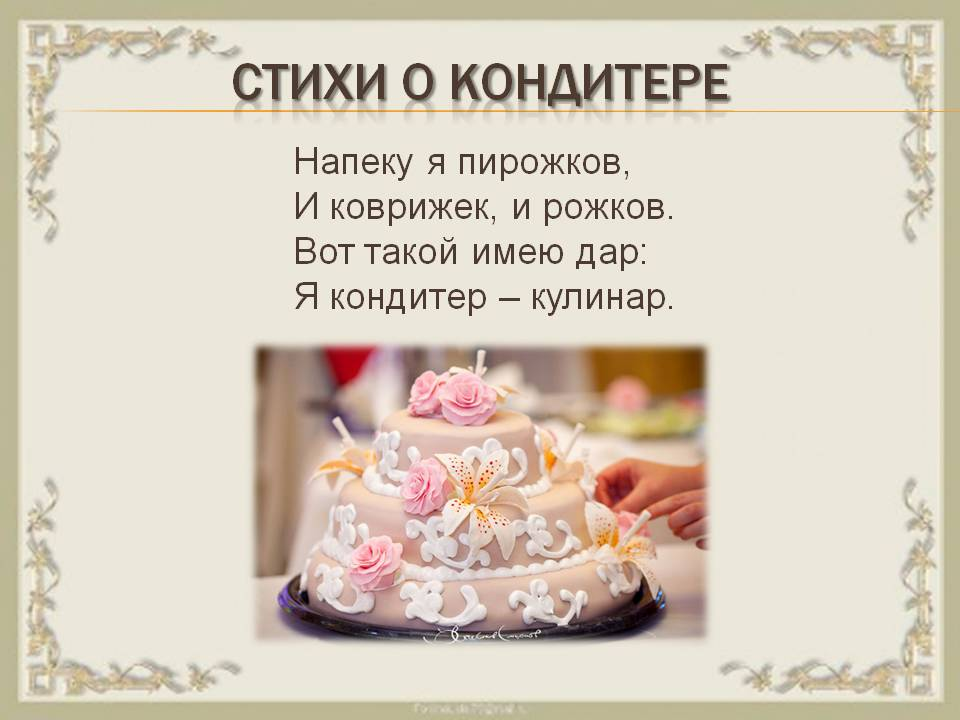 СТИХИ О КОНДИТЕРЕ
Напеку я пирожков,
И коврижек, и рожков.
Вот такой имею дар:
Я кондитер – кулинар.